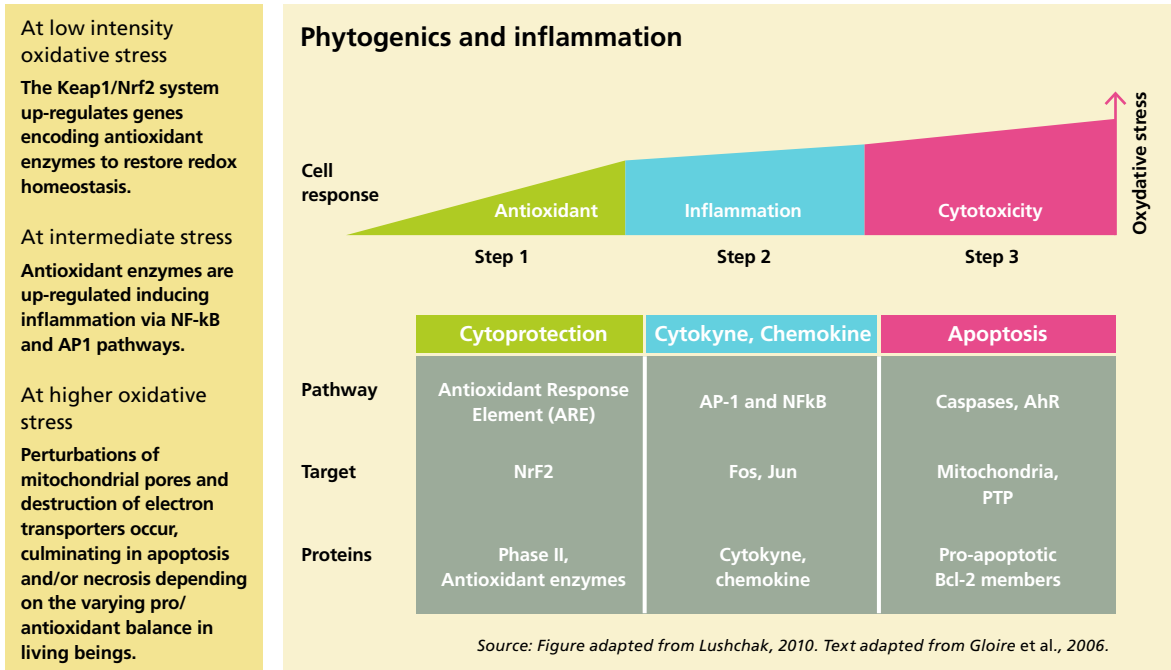 At low intensity
oxidative stress
The Keap1/Nrf2 system
up-regulates genes
encoding antioxidant
enzymes to restore redox
homeostasis.
At intermediate stress
Antioxidant enzymes are
up-regulated inducing
inflammation via NF-kB
and AP1 pathways.
At higher oxidative
stress
Perturbations of
mitochondrial pores and
destruction of electron
transporters occur,
culminating in apoptosis
and/or necrosis depending
on the varying pro/
antioxidant balance in
living beings.
Phytogenics and inflammation
Cell
response
Antioxidant
Inflammation
Cytotoxicity
Oxydative stress
Step 1
Step 2
Step 3
Cytoprotection
Cytokyne, Chemokine
Apoptosis
Pathway
Antioxidant Response
Element (ARE)
AP-1 and NFkB
Caspases, AhR
Target
NrF2
Fos, Jun
Mitochondria,
PTP
Proteins
Phase II,
Antioxidant enzymes
Cytokyne,
chemokine
Pro-apoptotic
Bcl-2 members
Source: Figure adapted from Lushchak, 2010. Text adapted from Gloire et al., 2006.